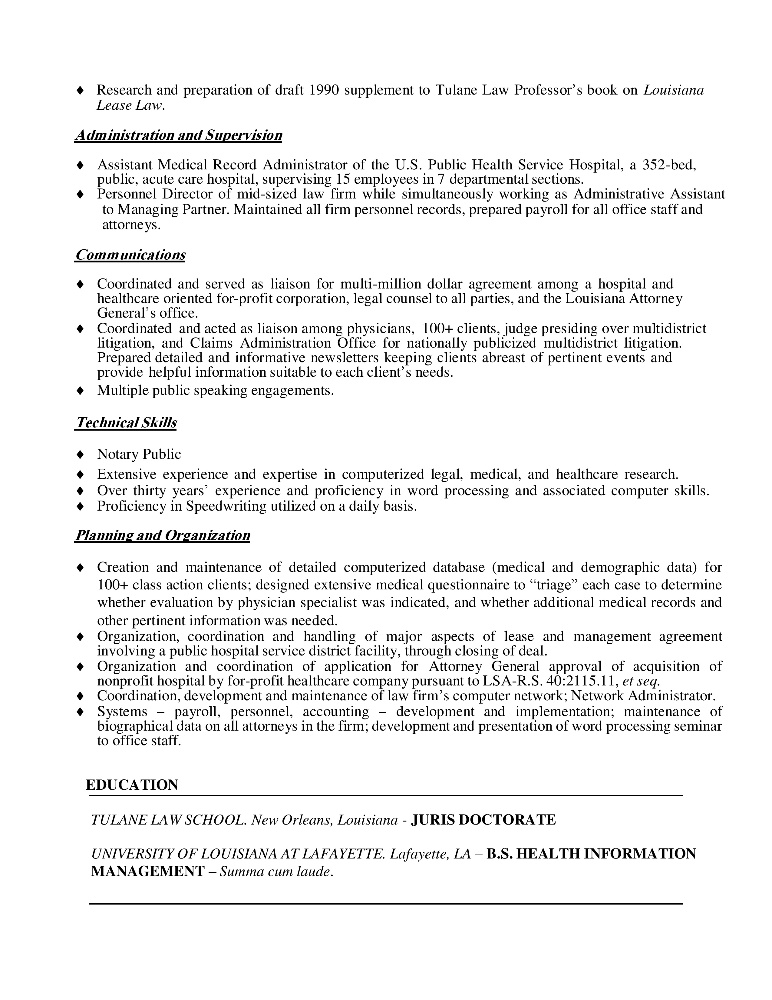 ♦ Research and preparation of draft 1990 supplement to Tulane Law Professor's book on Louisiana
Lease Law.
Administration and Supervision
♦ Assistant Medical Record Administrator of the U.S. Public Health Service Hospital, a 352-bed,
public, acute care hospital, supervising 15 employees in 7 departmental sections.
♦ Personnel Director of mid-sized law firm while simultaneously working as Administrative Assistant
to Managing Partner. Maintained all firm personnel records, prepared payroll for all office staff and
attorneys.
Communications
♦ Coordinated and served as liaison for multi-million dollar agreement among a hospital and
healthcare oriented for-profit corporation, legal counsel to all parties, and the Louisiana Attorney
General's office.
♦ Coordinated and acted as liaison among physicians, 100+ clients, judge presiding over multidistrict
litigation, and Claims Administration Office for nationally publicized multidistrict litigation.
Prepared detailed and informative newsletters keeping clients abreast of pertinent events and
provide helpful information suitable to each client's needs.
♦ Multiple public speaking engagements.
Technical Skills
♦ Notary Public
♦ Extensive experience and expertise in computerized legal, medical, and healthcare research.
♦ Over thirty years' experience and proficiency in word processing and associated computer skills.
♦ Proficiency in Speedwriting utilized on a daily basis.
Planning and Organization
♦ Creation and maintenance of detailed computerized database (medical and demographic data) for
100+ class action clients; designed extensive medical questionnaire to "triage" each case to determine
whether evaluation by physician specialist was indicated, and whether additional medical records and
other pertinent information was needed.
♦ Organization, coordination and handling of major aspects of lease and management agreement
involving a public hospital service district facility, through closing of deal.
♦ Organization and coordination of application for Attorney General approval of acquisition of
nonprofit hospital by for-profit healthcare company pursuant to LSA-R.S. 40:2115.11, et seq.
♦ Coordination, development and maintenance of law firm's computer network; Network Administrator.
♦ Systems – payroll, personnel, accounting – development and implementation; maintenance of
biographical data on all attorneys in the firm; development and presentation of word processing seminar
to office staff.
EDUCATION
TULANE LAW SCHOOL. New Orleans, Louisiana - JURIS DOCTORATE
UNIVERSITY OF LOUISIANA AT LAFAYETTE. Lafayette, LA – B.S. HEALTH INFORMATION
MANAGEMENT – Summa cum laude.